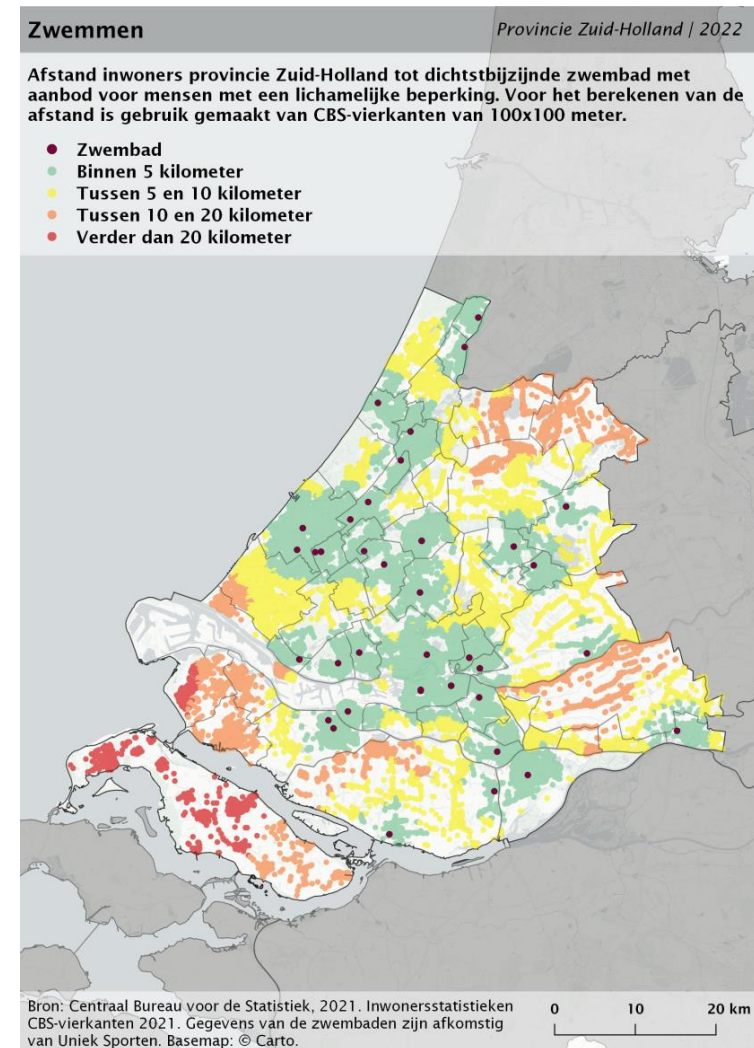 Zwemmen
Provincie Zuid-Holland | 2022
Afstand inwoners provincie Zuid-Holland tot dichtstbijzijnde zwembad met
aanbod voor mensen met een lichamelijke beperking. Voor het berekenen van de
afstand is gebruik gemaakt van CBS-vierkanten van 100x100 meter.
Zwembad
Binnen 5 kilometer
Tussen 5 en 10 kilometer
Tussen 10 en 20 kilometer
Verder dan 20 kilometer
Bron: Centraal Bureau voor de Statistiek, 2021. Inwonersstatistieken
CBS-vierkanten 2021. Gegevens van de zwembaden zijn afkomstig
van Uniek Sporten. Basemap: © Carto.
0 10 20 km